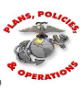 PLANS, POLICIES,
& OPERATIONS